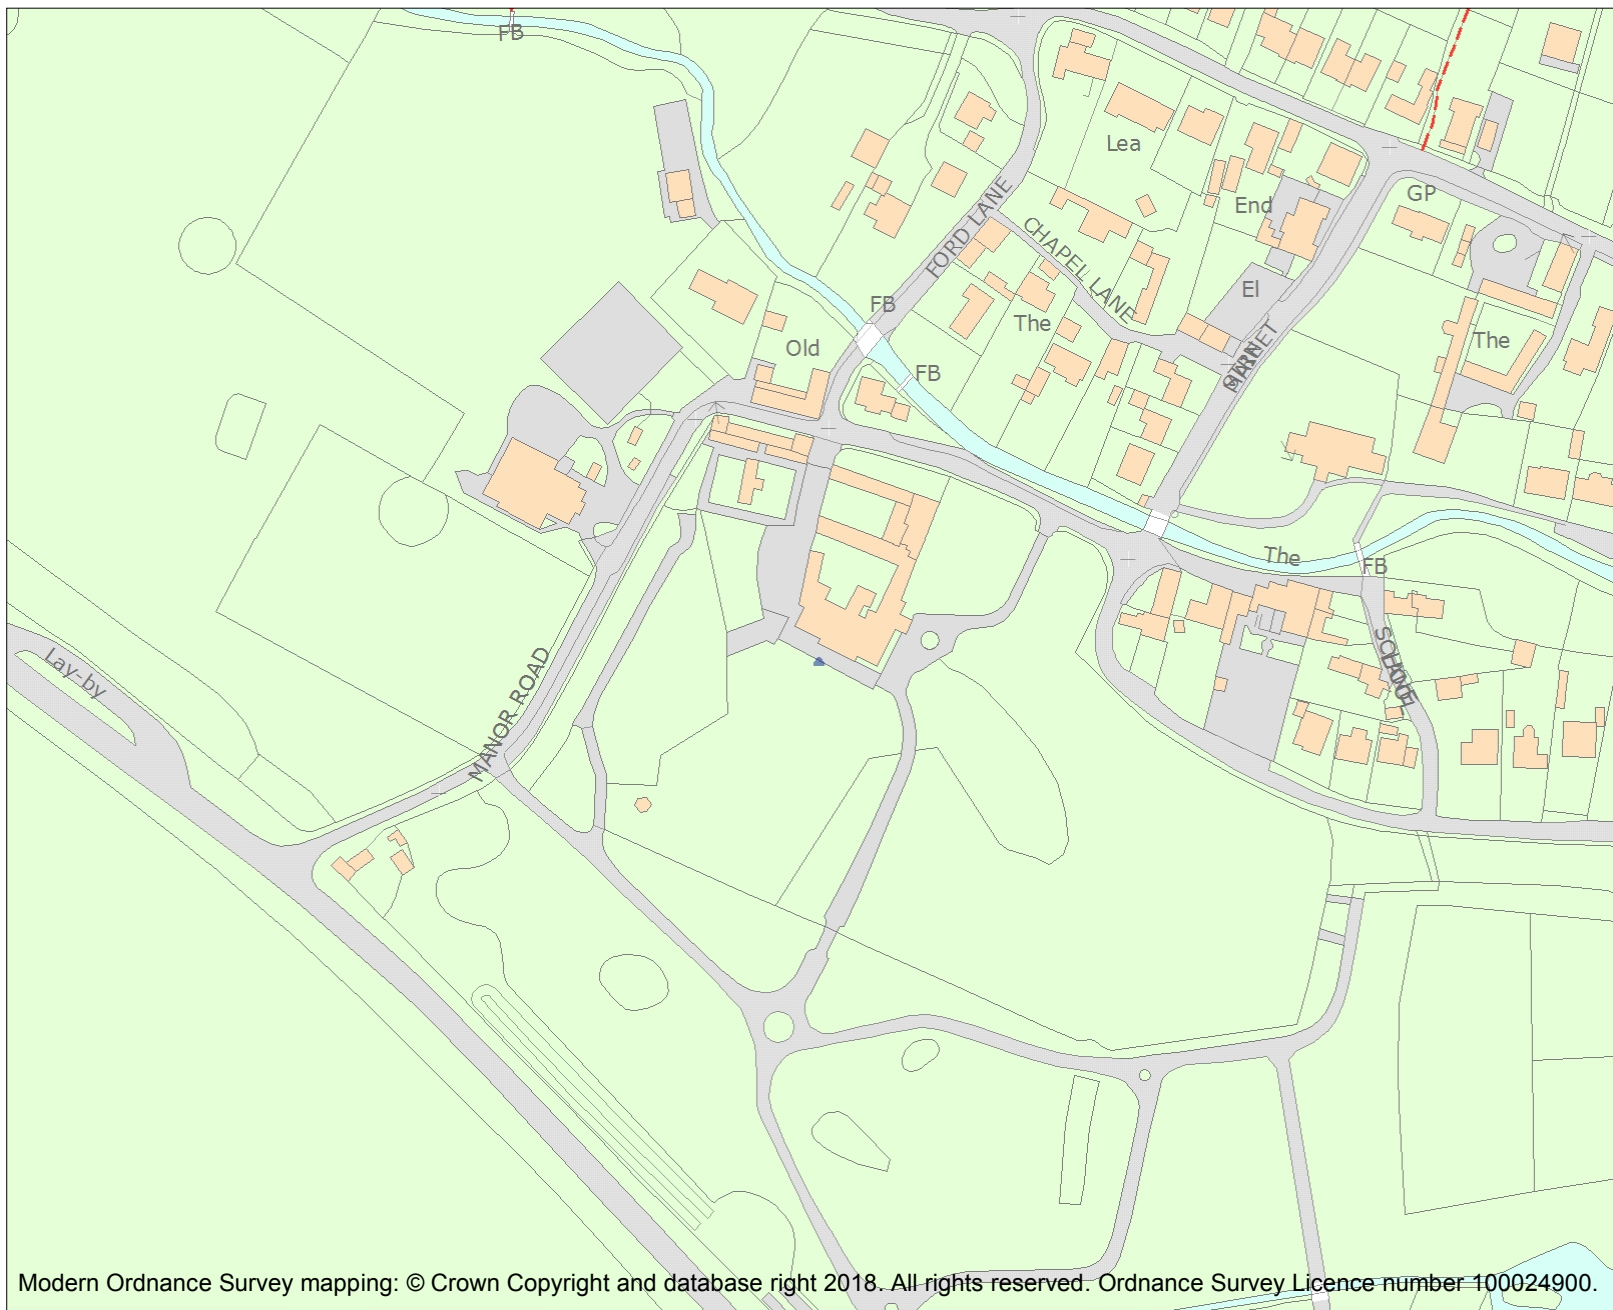 FB
Lea
GP
End
FORD LANE
CHAPEL LANE
El
FB
The
The
Old
FB
MARKET
The
FB
SCHOOL
LANE
Lay-by
MANOR ROAD
Modern Ordnance Survey mapping: © Crown Copyright and database right 2018. All rights reserved. Ordnance Survey Licence number 100024900.